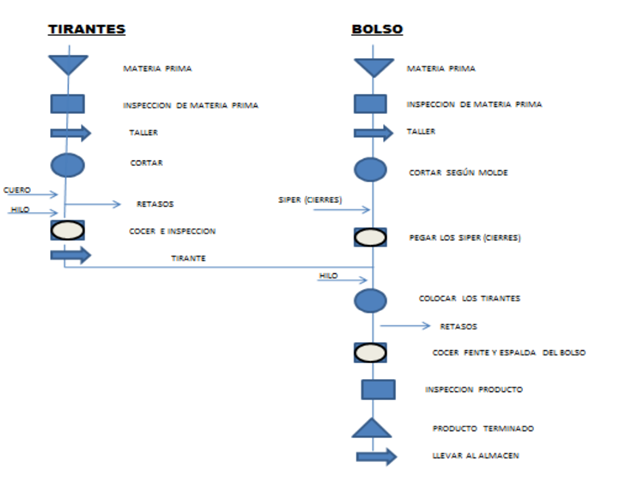 TIRANTES
MATERIA PRIMA
INSPECCION DE MATERIA PRIMA
TALLER
CORTAR
CUERO
RETASOS
HILO
COCER E INSPECCION
TIRANTE
BOLSO
MATERIA PRIMA
INSPECCION DE MATERIA PRIMA
TALLER
CORTAR SEGÚN MOLDE
SIPER (CIERRES)
PEGAR LOS SIPER (CIERRES)
HILO
COLOCAR LOS TIRANTES
RETASOS
COCER FENTE Y ESPALDA DEL BOLSO
INSPECCION PRODUCTO
PRODUCTO TERMINADO
LLEVAR AL ALMACEN